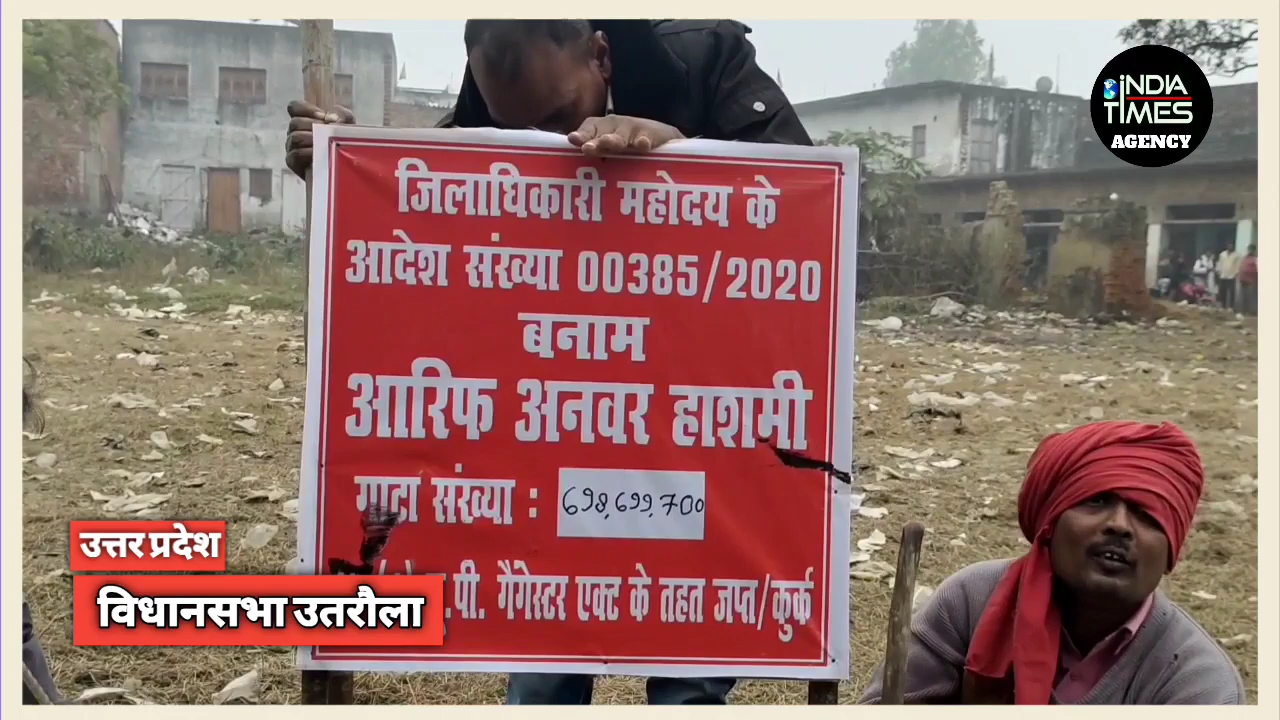 INDIA
TIMES
AGENCY
जिलाधिकारी महोदय के
आदेश संख्या 00385/2020
बनाम
आरिफ अनवर हाशमी
गाटा संख्या : 698,699,700
.पी. गैगेस्टर एक्ट के तहत जप्त/कुर्क
उत्तर प्रदेश
विधानसभा उतरौला